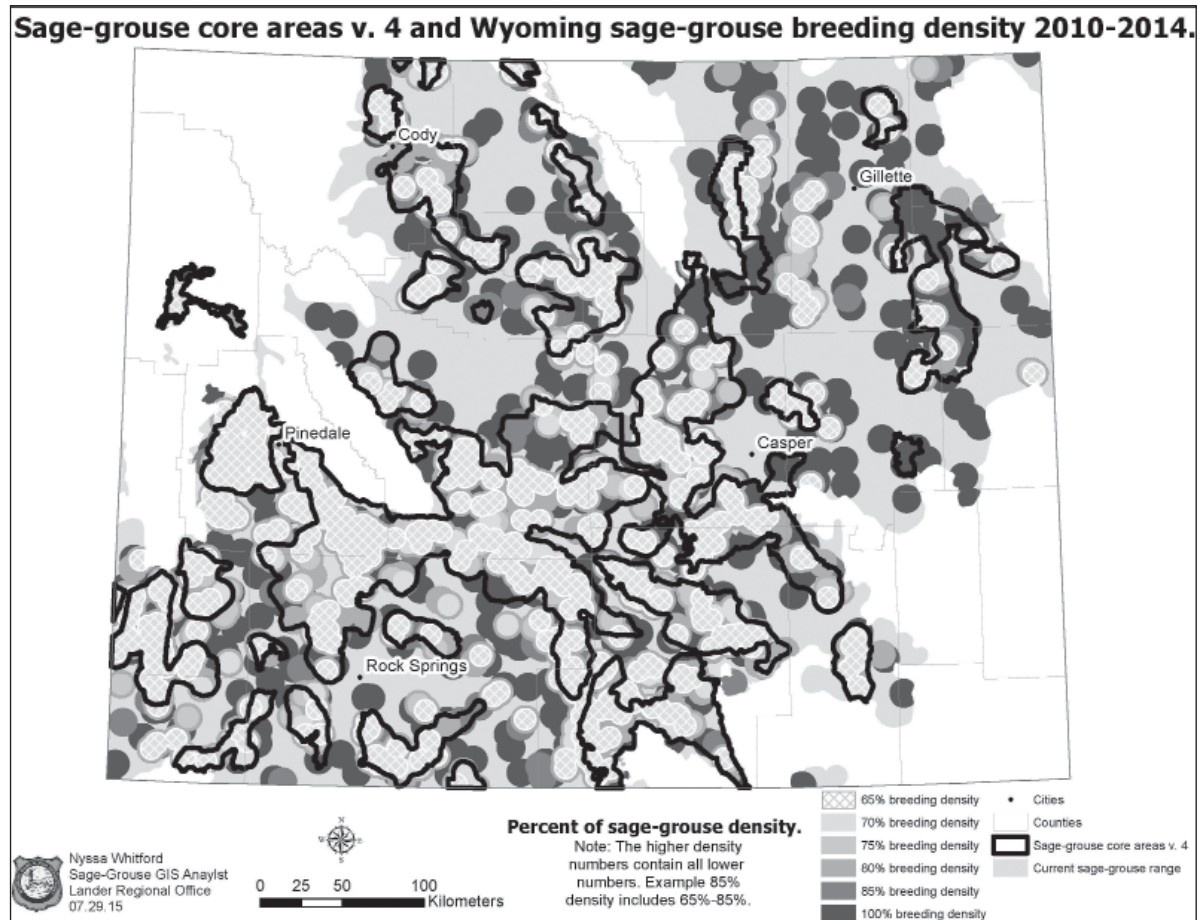 Sage-grouse core areas v. 4 and Wyoming sage-grouse breeding density 2010-2014.
Cody
Gillette
Pinedale
Casper
Rock Springs
Nyssa Whitford
Sage-Grouse GIS Anaylst
Lander Regional Office
07.29.15
N
W
E
S
0 25 50 100
Kilometers
Percent of sage-grouse density.
Note: The higher density
numbers contain all lower
numbers. Example 85%
density includes 65%-85%.
65% breeding density
70% breeding density
75% breeding density
80% breeding density
85% breeding density
100% breeding density
Cities
Counties
Sage-grouse core areas v. 4
Current sage-grouse range